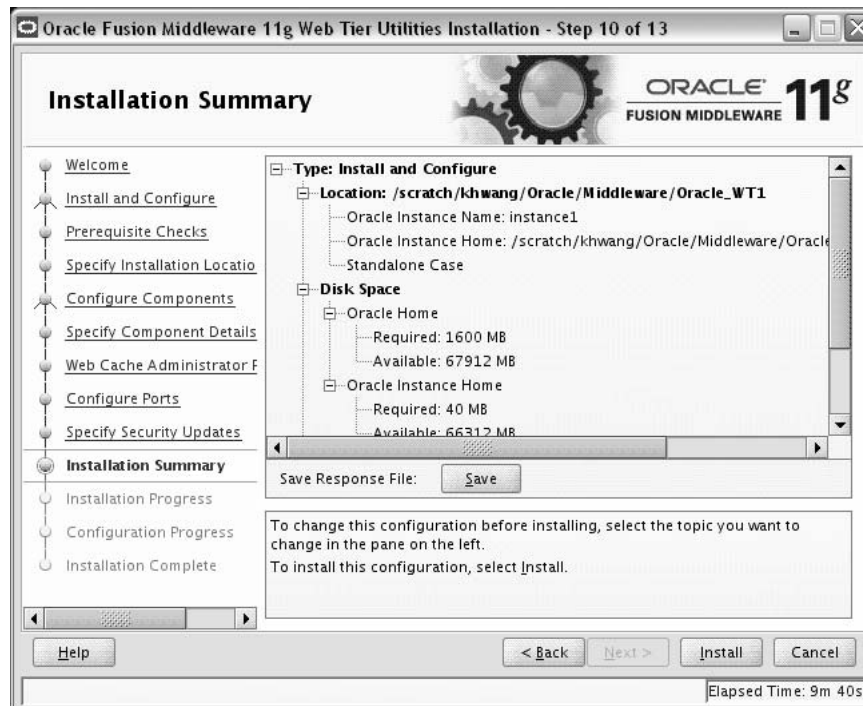 Oracle Fusion Middleware 11g Web Tier Utilities Installation - Step 10 of 13
Installation Summary
ORACLE
FUSION MIDDLEWARE 11g
Welcome
Install and Configure
Prerequisite Checks
Specify Installation Locatio
Configure Components
Specify Component Details
Web Cache Administrator P
Configure Ports
Specify Security Updates
Installation Summary
Installation Progress
Configuration Progress
Installation Complete
Type: Install and Configure
Location: /scratch/khwang/Oracle/Middleware/Oracle_WT1
Oracle Instance Name: instance1
Oracle Instance Home: /scratch/khwang/Oracle/Middleware/Oracle
Standalone Case
Disk Space
Oracle Home
Required: 1600 MB
Available: 67912 MB
Oracle Instance Home
Required: 40 MB
Available: 66312 MB
Save Response File: Save
To change this configuration before installing, select the topic you want to
change in the pane on the left.
To install this configuration, select Install.
Help < Back Next > Install Cancel
Elapsed Time: 9m 40s